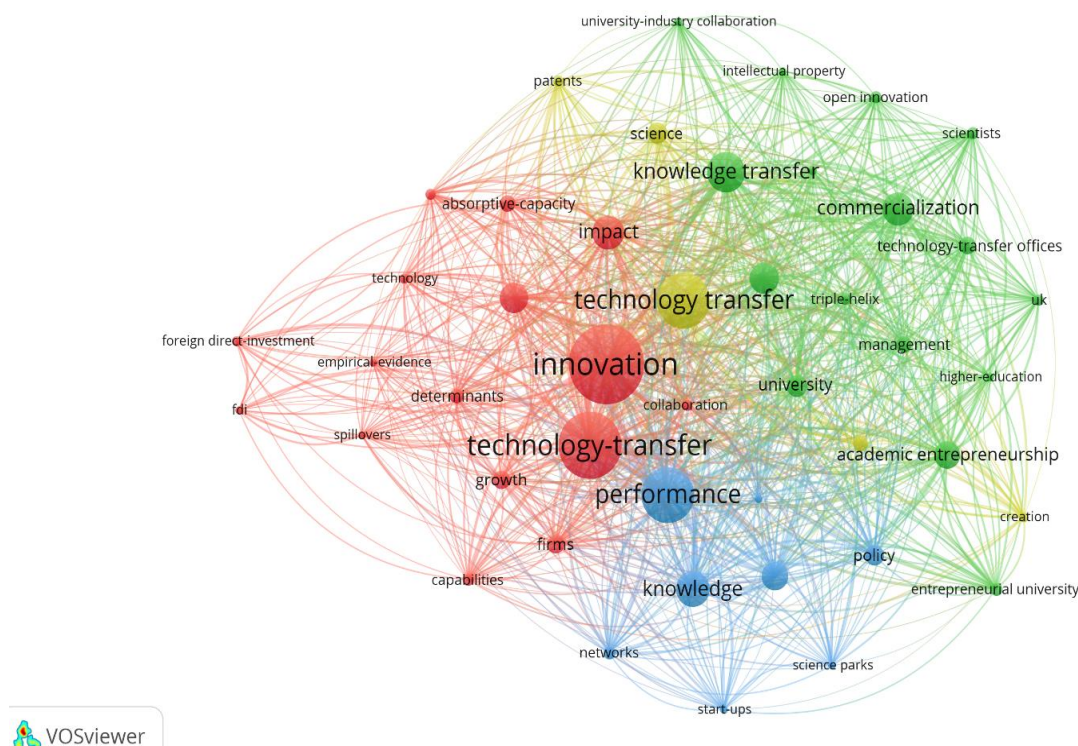 university-industry collaboration
intellectual property
patents
open innovation
science
scientists
knowledge transfer
absorptive-capacity
commercialization
impact
technology-transfer offices
technology
technology transfer
triple-helix
uk
foreign direct-investment
management
empirical evidence
innovation
higher-education
university
determinants
collaboration
fdi
spillovers
technology-transfer
academic entrepreneurship
growth
performance
creation
firms
policy
capabilities
knowledge
entrepreneurial university
networks
science parks
start-ups
VOSviewer